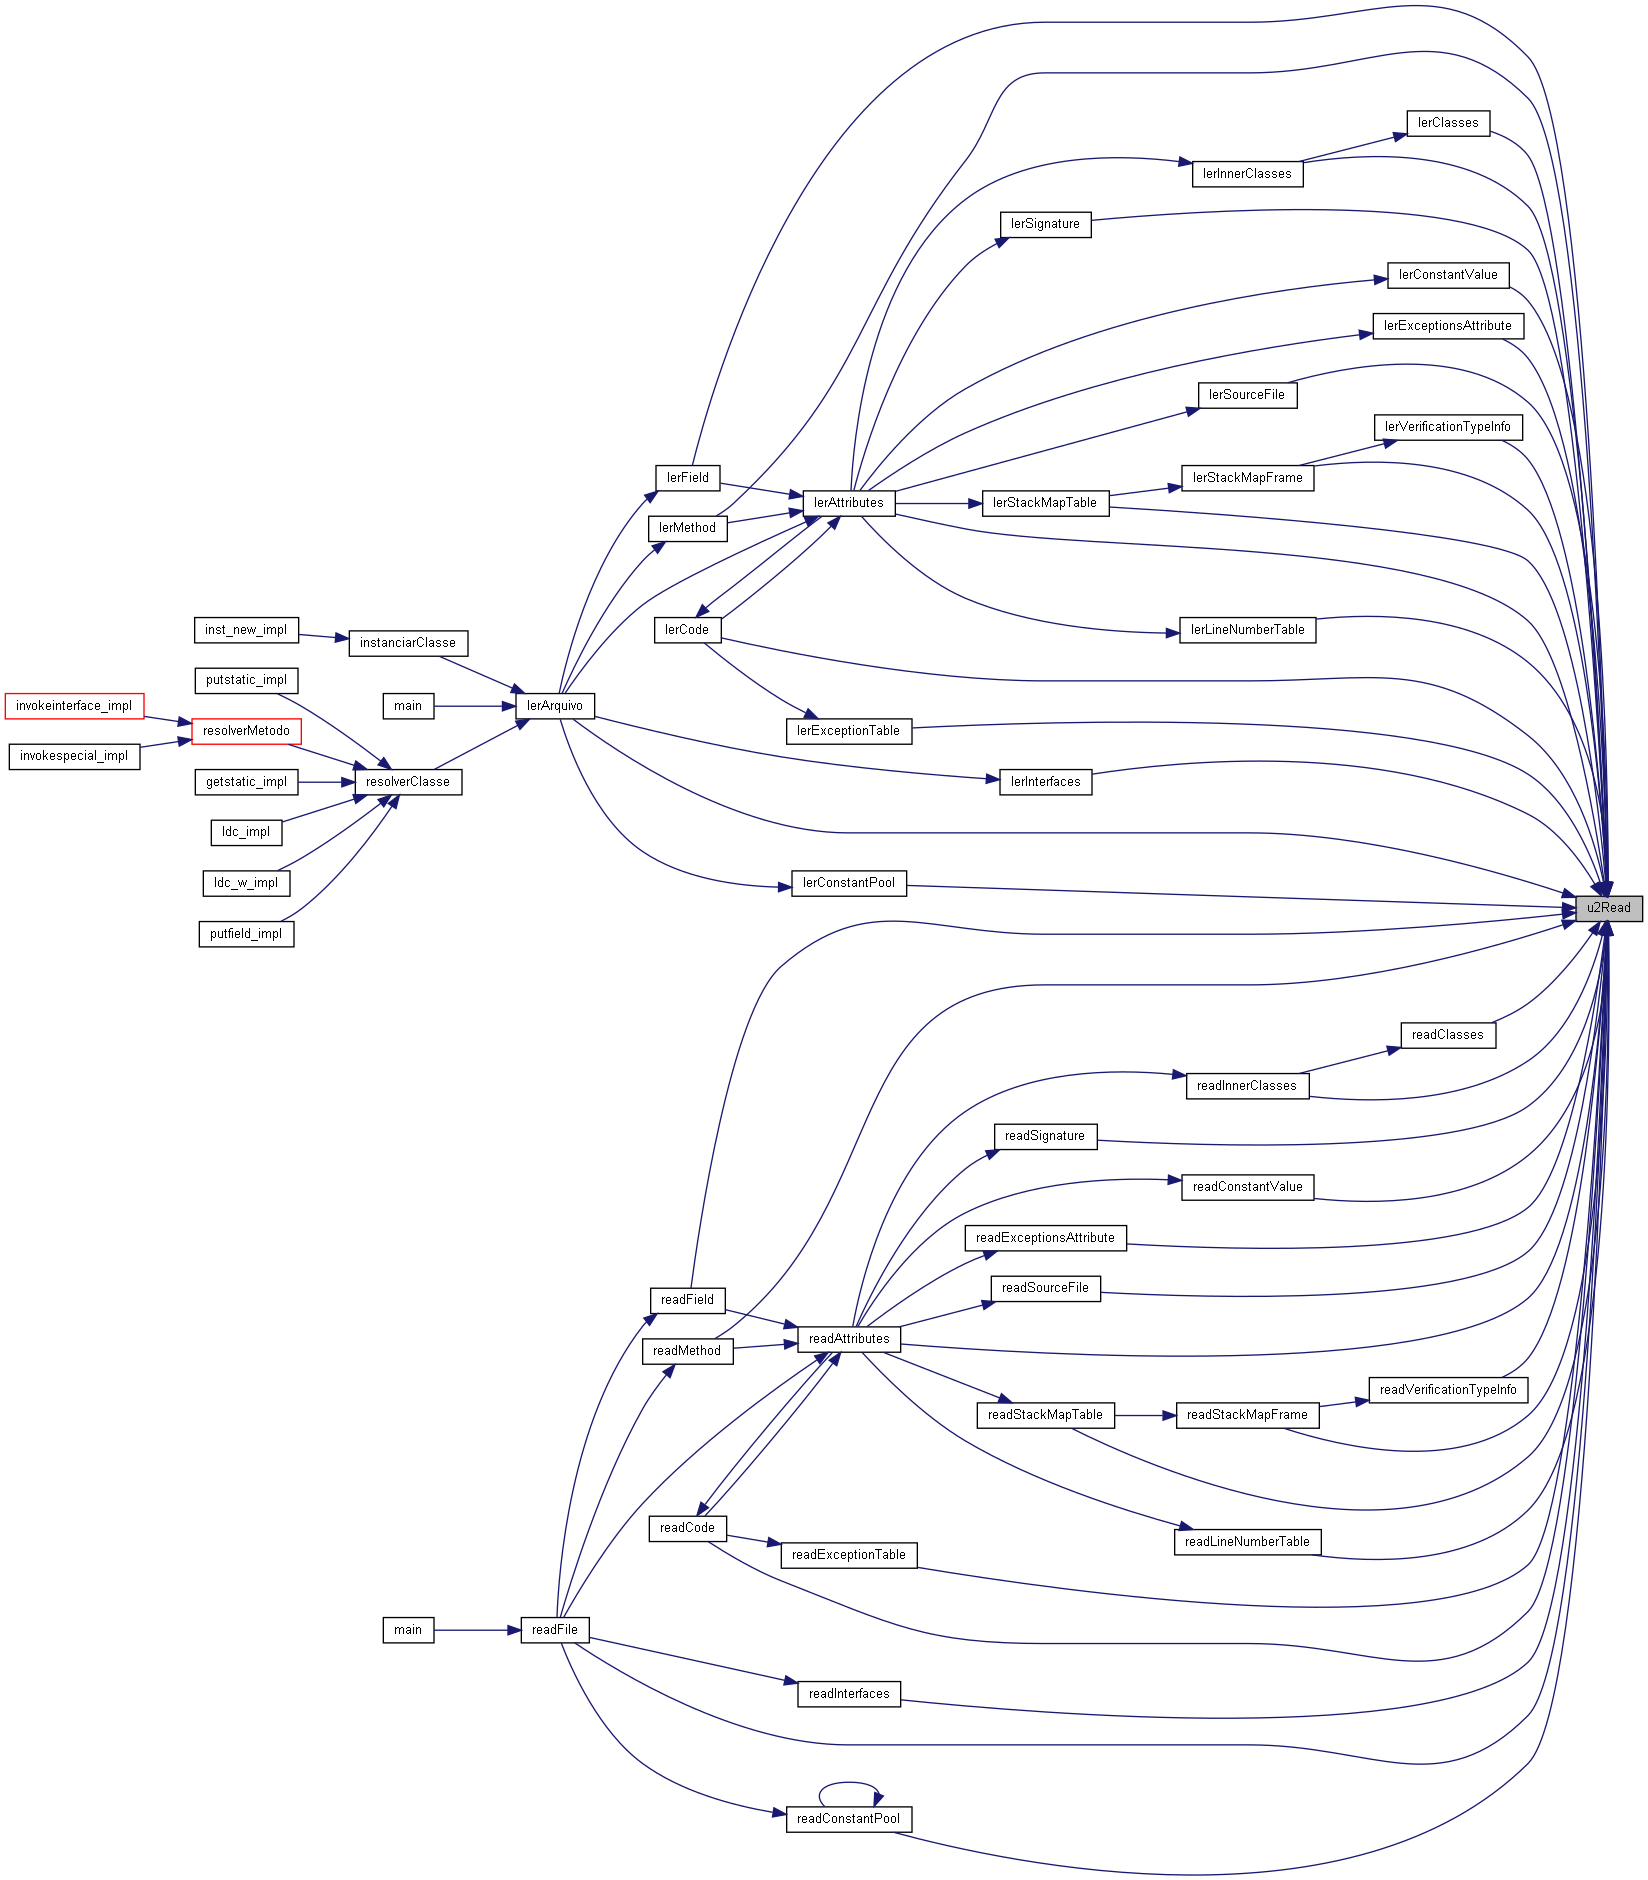 lerClasses
lerInnerClasses
lerSignature
lerConstantValue
lerExceptionsAttribute
lerSourceFile
lerVerificationTypeInfo
lerField
lerStackMapFrame
lerAttributes
lerStackMapTable
lerMethod
inst_new_impl
lerCode
lerLineNumberTable
instanciarClasse
putstatic_impl
invokeinterface_impl
main
lerArquivo
resolverMetodo
lerExceptionTable
invokespecial_impl
getstatic_impl
resolverClasse
lerInterfaces
ldc_impl
ldc_w_impl
lerConstantPool
u2Read
putfield_impl
readClasses
readInnerClasses
readSignature
readConstantValue
readExceptionsAttribute
readSourceFile
readField
readAttributes
readMethod
readVerificationTypeInfo
readStackMapTable
readStackMapFrame
readCode
readLineNumberTable
readExceptionTable
main
readFile
readInterfaces
readConstantPool